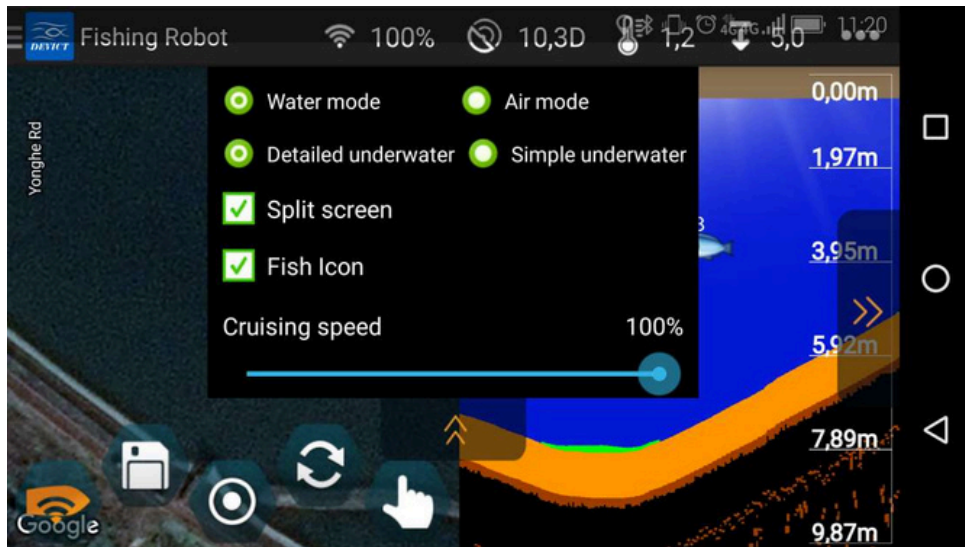 DEVICT
Fishing Robot
100%
10,3D
1,2
5,0
11:20
Yonghe Rd
Water mode
Air mode
Detailed underwater
Simple underwater
Split screen
Fish Icon
Cruising speed
100%
0,00m
1,97m
3,95m
5,92m
7,89m
9,87m
Google